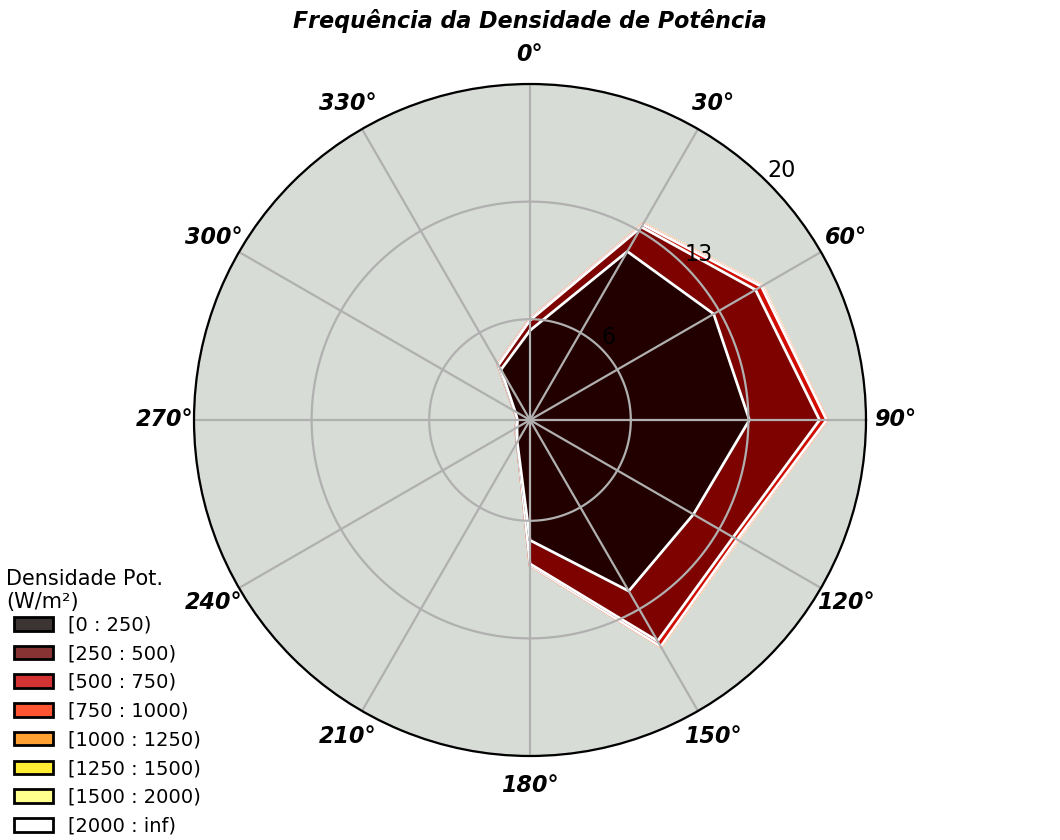 Frequência da Densidade de Potência
0°
330°
30°
20
300°
60°
13
6
270°
90°
240°
120°
210°
150°
180°
Densidade Pot.
(W/m²)
[0 : 250)
[250 : 500)
[500 : 750)
[750 : 1000)
[1000 : 1250)
[1250 : 1500)
[1500 : 2000)
[2000 : inf)